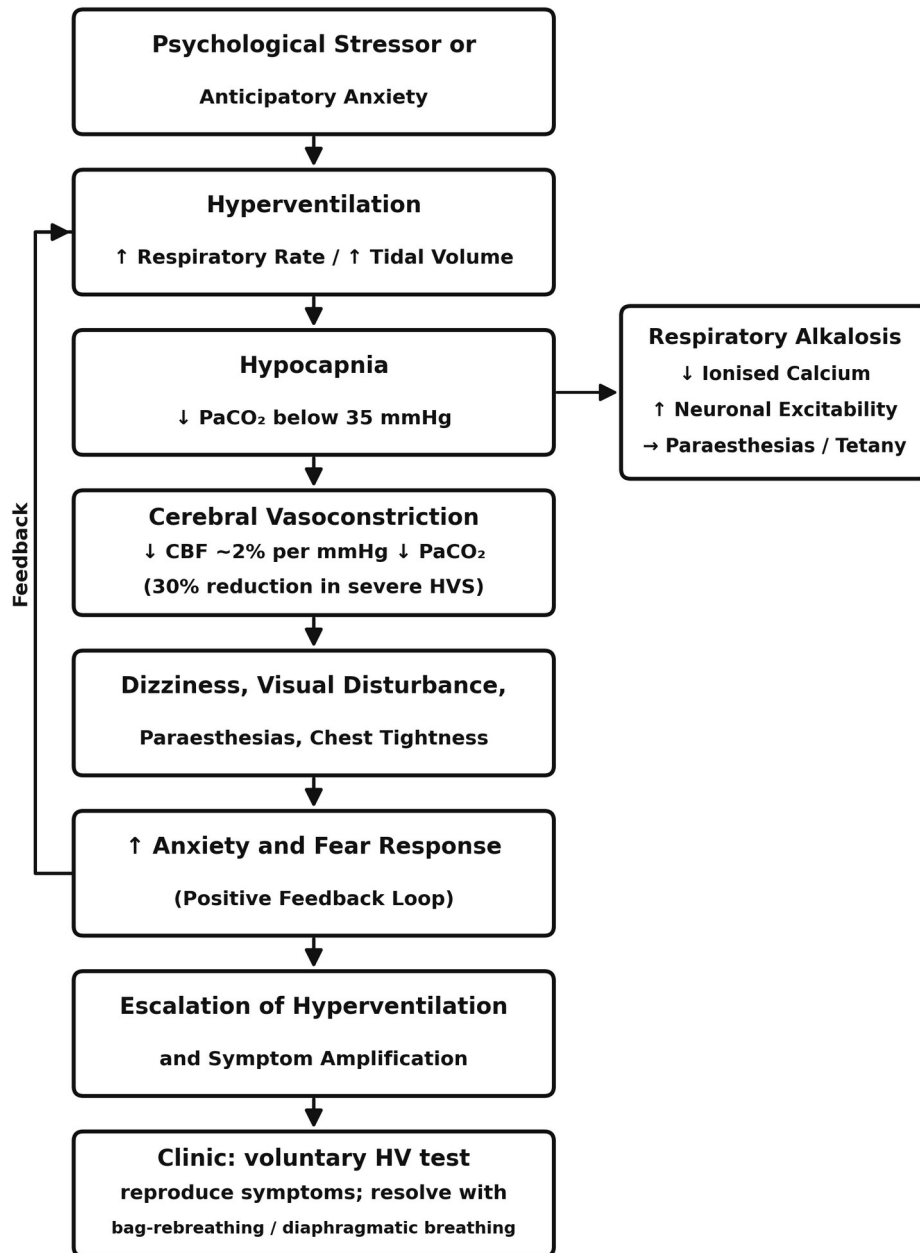 Psychological Stressor or
Anticipatory Anxiety
Hyperventilation
↑ Respiratory Rate / ↑ Tidal Volume
Hypocapnia
↓ PaCO₂ below 35 mmHg
Respiratory Alkalosis
↓ Ionised Calcium
↑ Neuronal Excitability
→ Paraesthesias / Tetany
Cerebral Vasoconstriction
↓ CBF ~2% per mmHg ↓ PaCO₂
(30% reduction in severe HVS)
Feedback
Dizziness, Visual Disturbance,
Paraesthesias, Chest Tightness
↑ Anxiety and Fear Response
(Positive Feedback Loop)
Escalation of Hyperventilation
and Symptom Amplification
Clinic: voluntary HV test
reproduce symptoms; resolve with
bag-rebreathing / diaphragmatic breathing